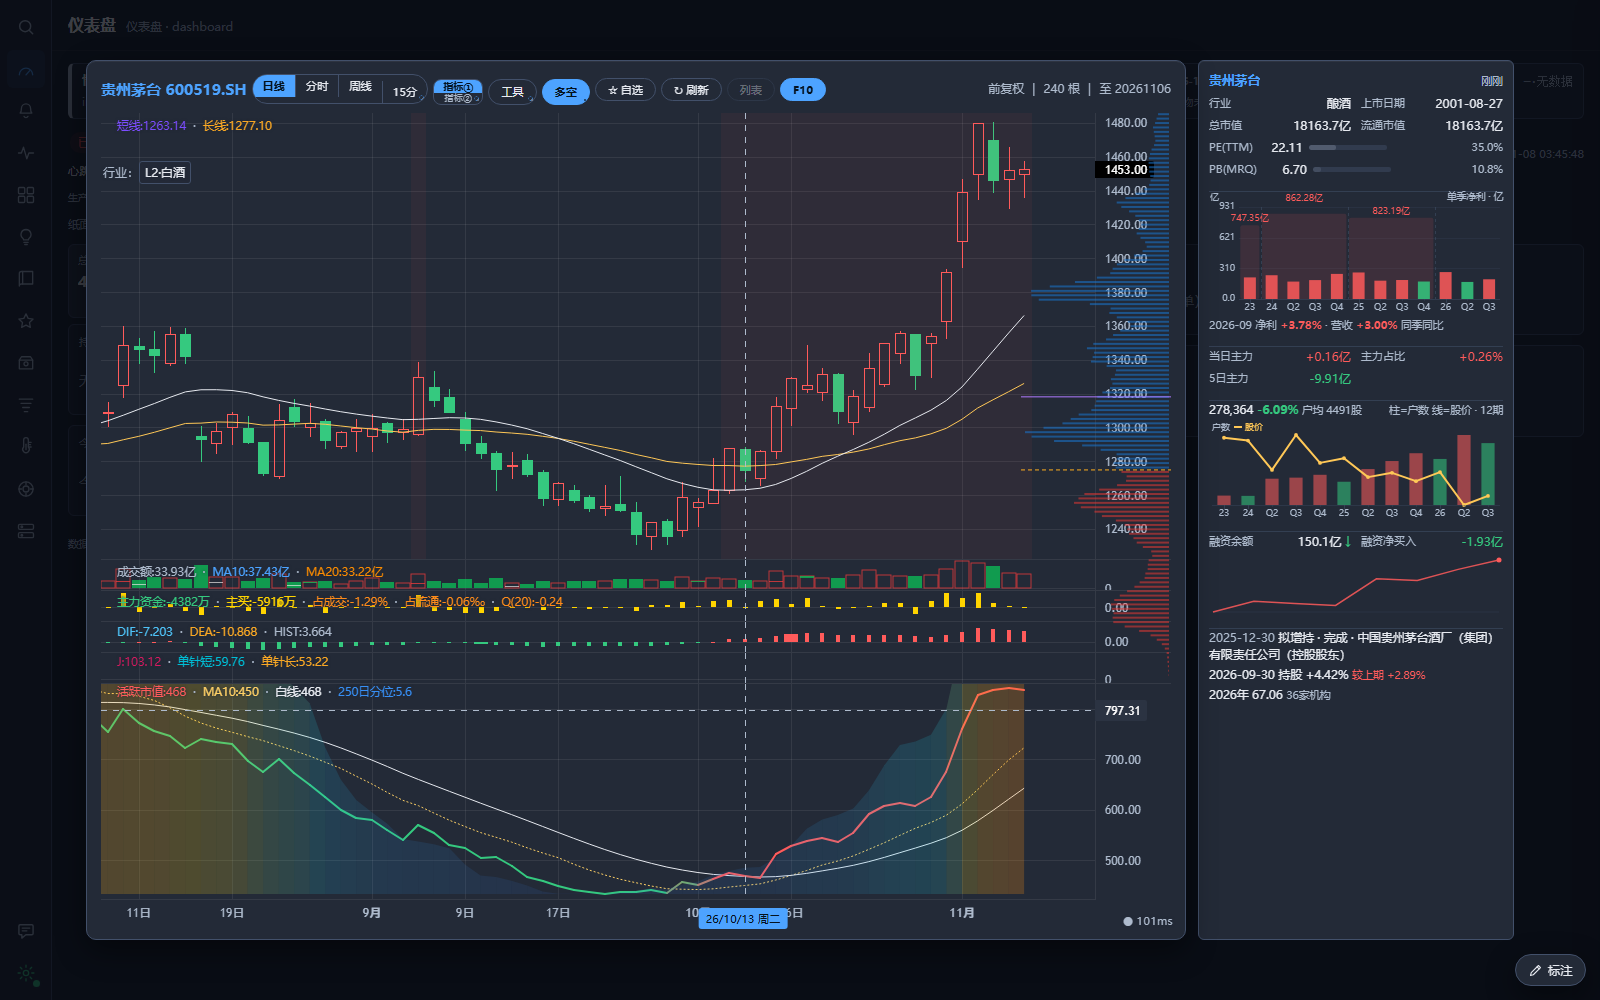 仪表盘 仪表盘 · dashboard
贵州茅台 600519.SH 日线 分时 周线 15分 指标① 指标② 工具 多空 ☆自选 ↻刷新 列表 F10 前复权 | 240 根 | 至 20261106
短线:1263.14 · 长线:1277.10
行业: L2·白酒
1480.00
1460.00
1453.00
1440.00
1420.00
1400.00
1380.00
1360.00
1340.00
1320.00
1300.00
1280.00
1260.00
1240.00
成交额:33.93亿 · MA10:37.43亿 · MA20:33.22亿
0
主力资金:-4382万 · 主买:-5916万 · 占成交:-1.29% · 占流通:-0.06‰ · Q(20):-0.24
0.00
DIF:-7.203 · DEA:-10.868 · HIST:3.664
0.00
J:103.12 · 单针短:59.76 · 单针长:53.22
0
活跃市值:468 · MA10:450 · 白线:468 · 250日分位:5.6
797.31
700.00
600.00
500.00
11日 19日 9月 9日 17日 10 26/10/13 周二 6日 11月
101ms
贵州茅台 刚刚
行业 酿酒 上市日期 2001-08-27
总市值 18163.7亿 流通市值 18163.7亿
PE(TTM) 22.11 35.0%
PB(MRQ) 6.70 10.8%
亿 单季净利 · 亿
931
621
310
0.0
747.35亿 862.28亿 823.19亿
23 24 Q2 Q3 Q4 25 Q2 Q3 Q4 26 Q2 Q3
2026-09 净利 +3.78% · 营收 +3.00% 同季同比
当日主力 +0.16亿 主力占比 +0.26%
5日主力 -9.91亿
278,364 -6.09% 户均 4491股 柱=户数 线=股价 · 12期
户数 股价
23 24 Q2 Q3 Q4 25 Q2 Q3 Q4 26 Q2 Q3
融资余额 150.1亿↓ 融资净买入 -1.93亿
2025-12-30 拟增持 · 完成 · 中国贵州茅台酒厂（集团）
有限责任公司（控股股东）
2026-09-30 持股 +4.42% 较上期 +2.89%
2026年 67.06 36家机构
无数据
-08 03:45:48
标注